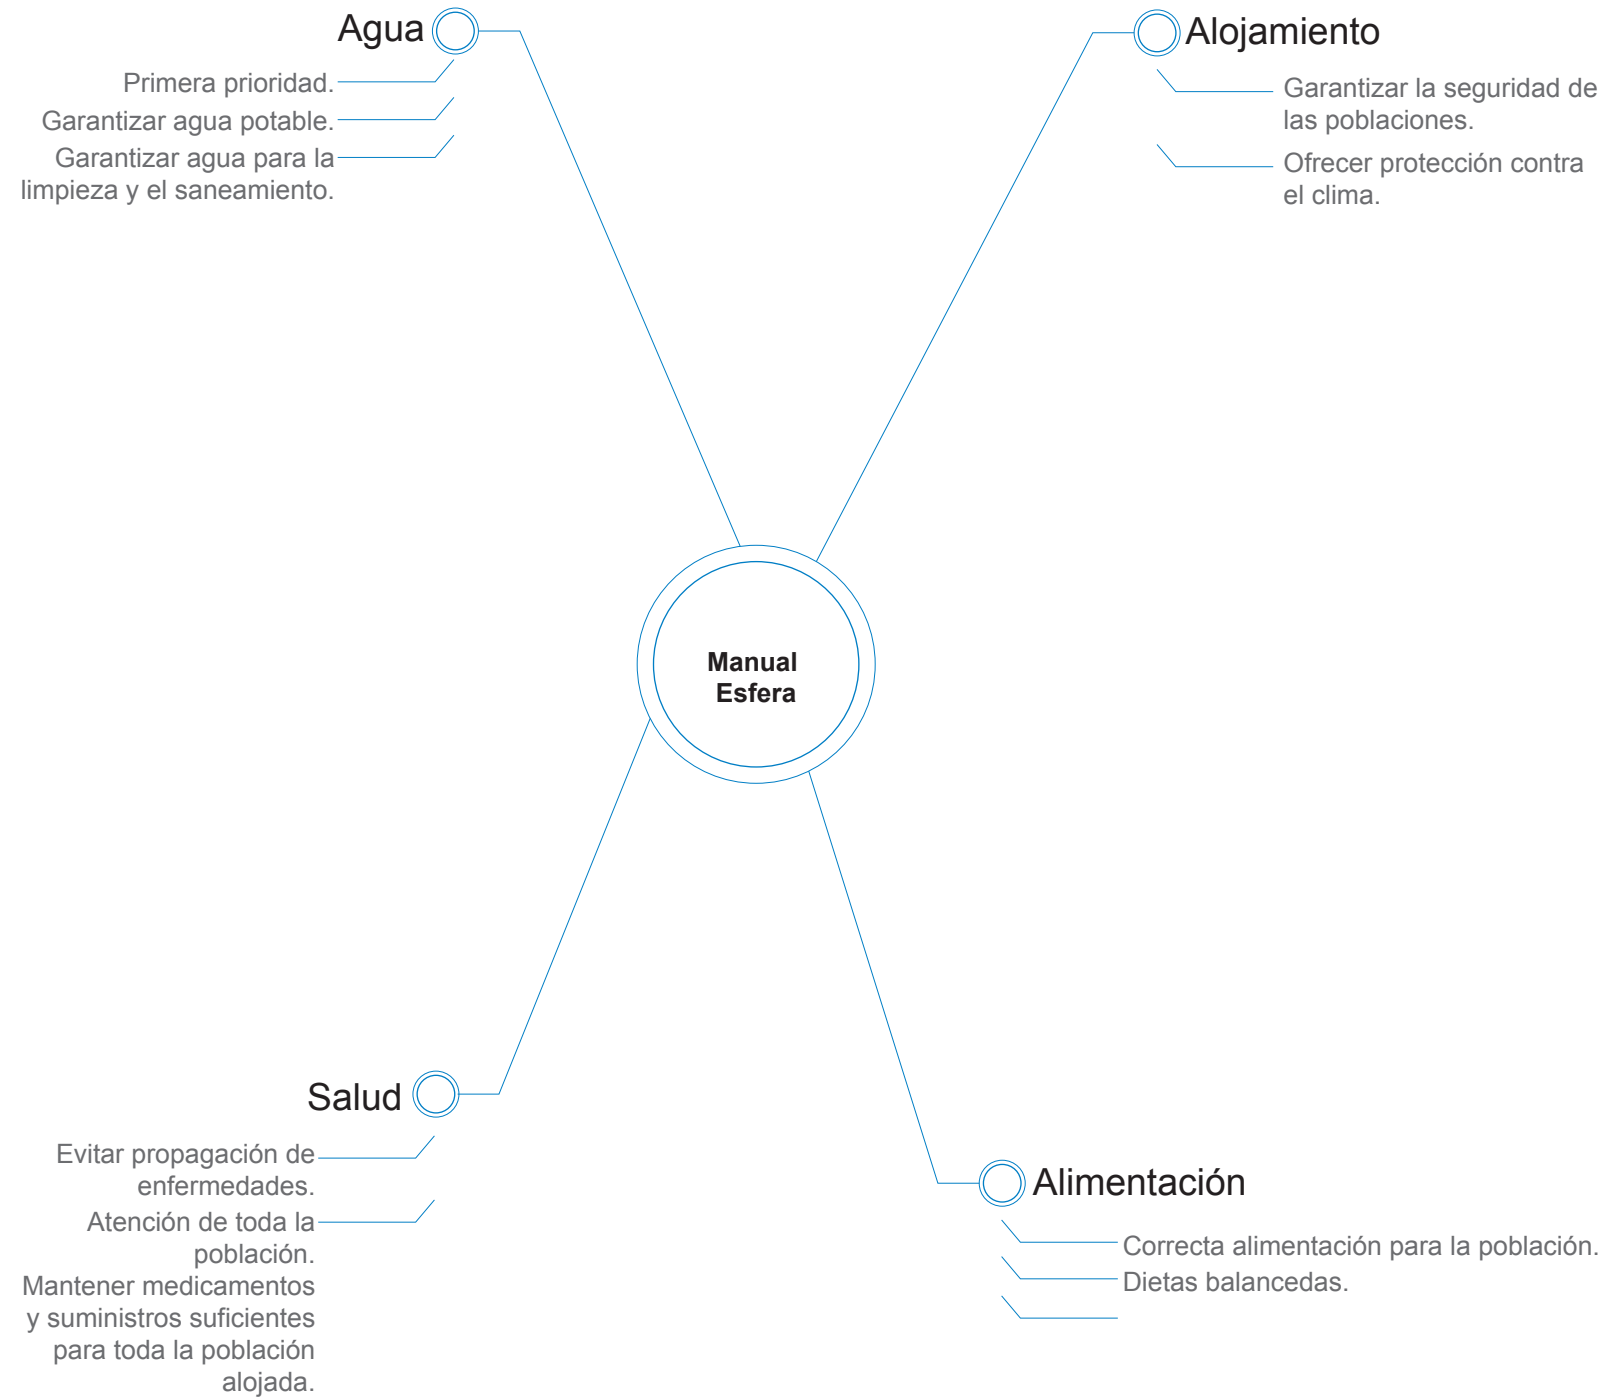 Agua
Primera prioridad.
Garantizar agua potable.
Garantizar agua para la
limpieza y el saneamiento.
Alojamiento
Garantizar la seguridad de
las poblaciones.
Ofrecer protección contra
el clima.
Manual
Esfera
Salud
Evitar propagación de
enfermedades.
Atención de toda la
población.
Mantener medicamentos
y suministros suficientes
para toda la población
alojada.
Alimentación
Correcta alimentación para la población.
Dietas balancedas.